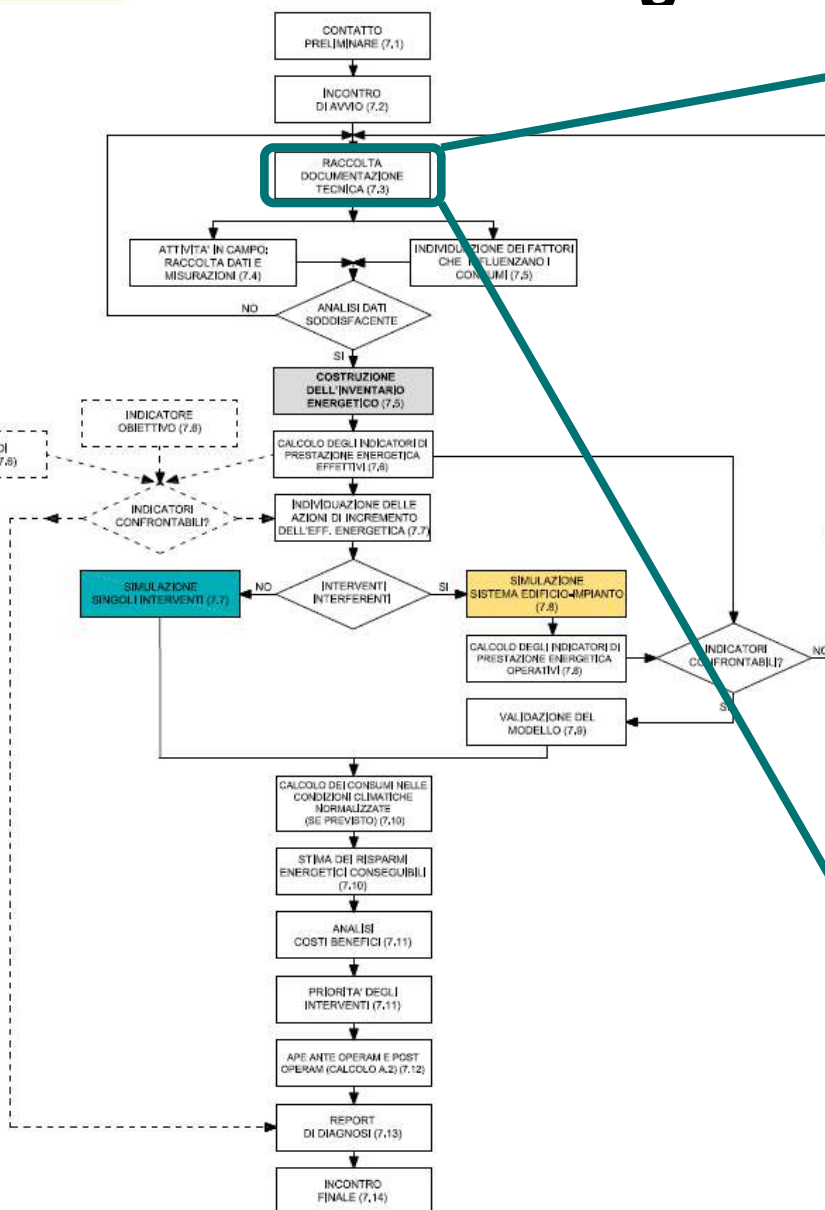 CONTATTO
PRELIMINARE (7.1)
INCONTRO
DI AVVIO (7.2)
RACCOLTA
DOCUMENTAZIONE
TECNICA (7.3)
ATTIVITA' IN CAMPO:
RACCOLTA DATI E
MISURAZIONI (7.4)
INDIVIDUAZIONE DEI FATTORI
CHE INFLUENZANO I
CONSUMI (7.5)
NO
ANALISI DATI
SODDISFACENTE
SI
COSTRUZIONE
DELL'INVENTARIO
ENERGETICO (7.5)
INDICATORE
OBIETTIVO (7.6)
DI
7.6)
CALCOLO DEGLI INDICATORI DI
PRESTAZIONE ENERGETICA
EFFETTIVI (7.6)
INDICATORI
CONFRONTABILI?
INDIVIDUAZIONE DELLE
AZIONI DI INCREMENTO
DELL'EFF. ENERGETICA (7.7)
SIMULAZIONE
SINGOLI INTERVENTI (7.7)
NO
INTERVENTI
INTERFERENTI
SI
SIMULAZIONE
SISTEMA EDIFICIO-IMPIANTO
(7.8)
CALCOLO DEGLI INDICATORI DI
PRESTAZIONE ENERGETICA
OPERATIVI (7.8)
INDICATORI
CONFRONTABILI?
NO
SI
VALIDAZIONE DEL
MODELLO (7.9)
CALCOLO DEI CONSUMI NELLE
CONDIZIONI CLIMATICHE
NORMALIZZATE
(SE PREVISTO) (7.10)
STIMA DEI RISPARMI
ENERGETICI CONSEGUIBILI
(7.10)
ANALISI
COSTI BENEFICI (7.11)
PRIORITA' DEGLI
INTERVENTI (7.11)
APE ANTE OPERAM E POST
OPERAM (CALCOLO A.2) (7.12)
REPORT
DI DIAGNOSI (7.13)
INCONTRO
FINALE (7.14)